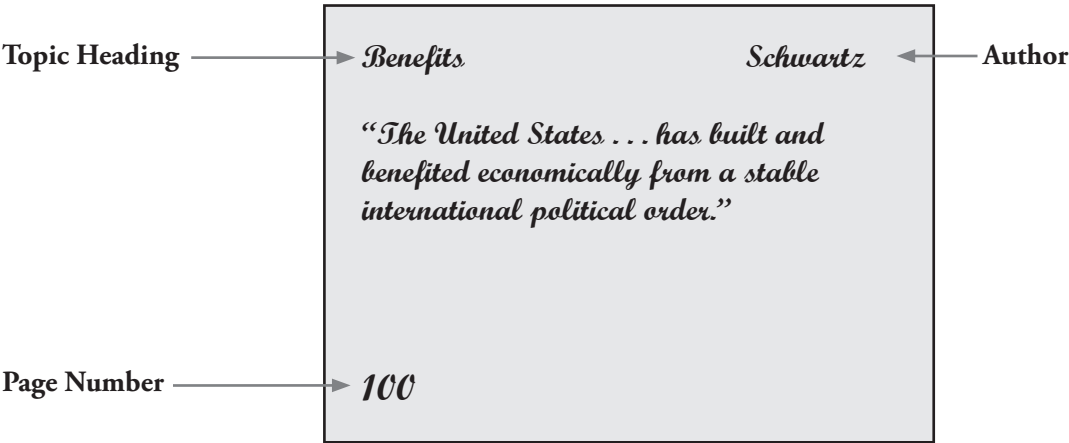 Topic Heading Benefits Schwartz Author
“The United States . . . has built and
benefited economically from a stable
international political order.”
Page Number 100